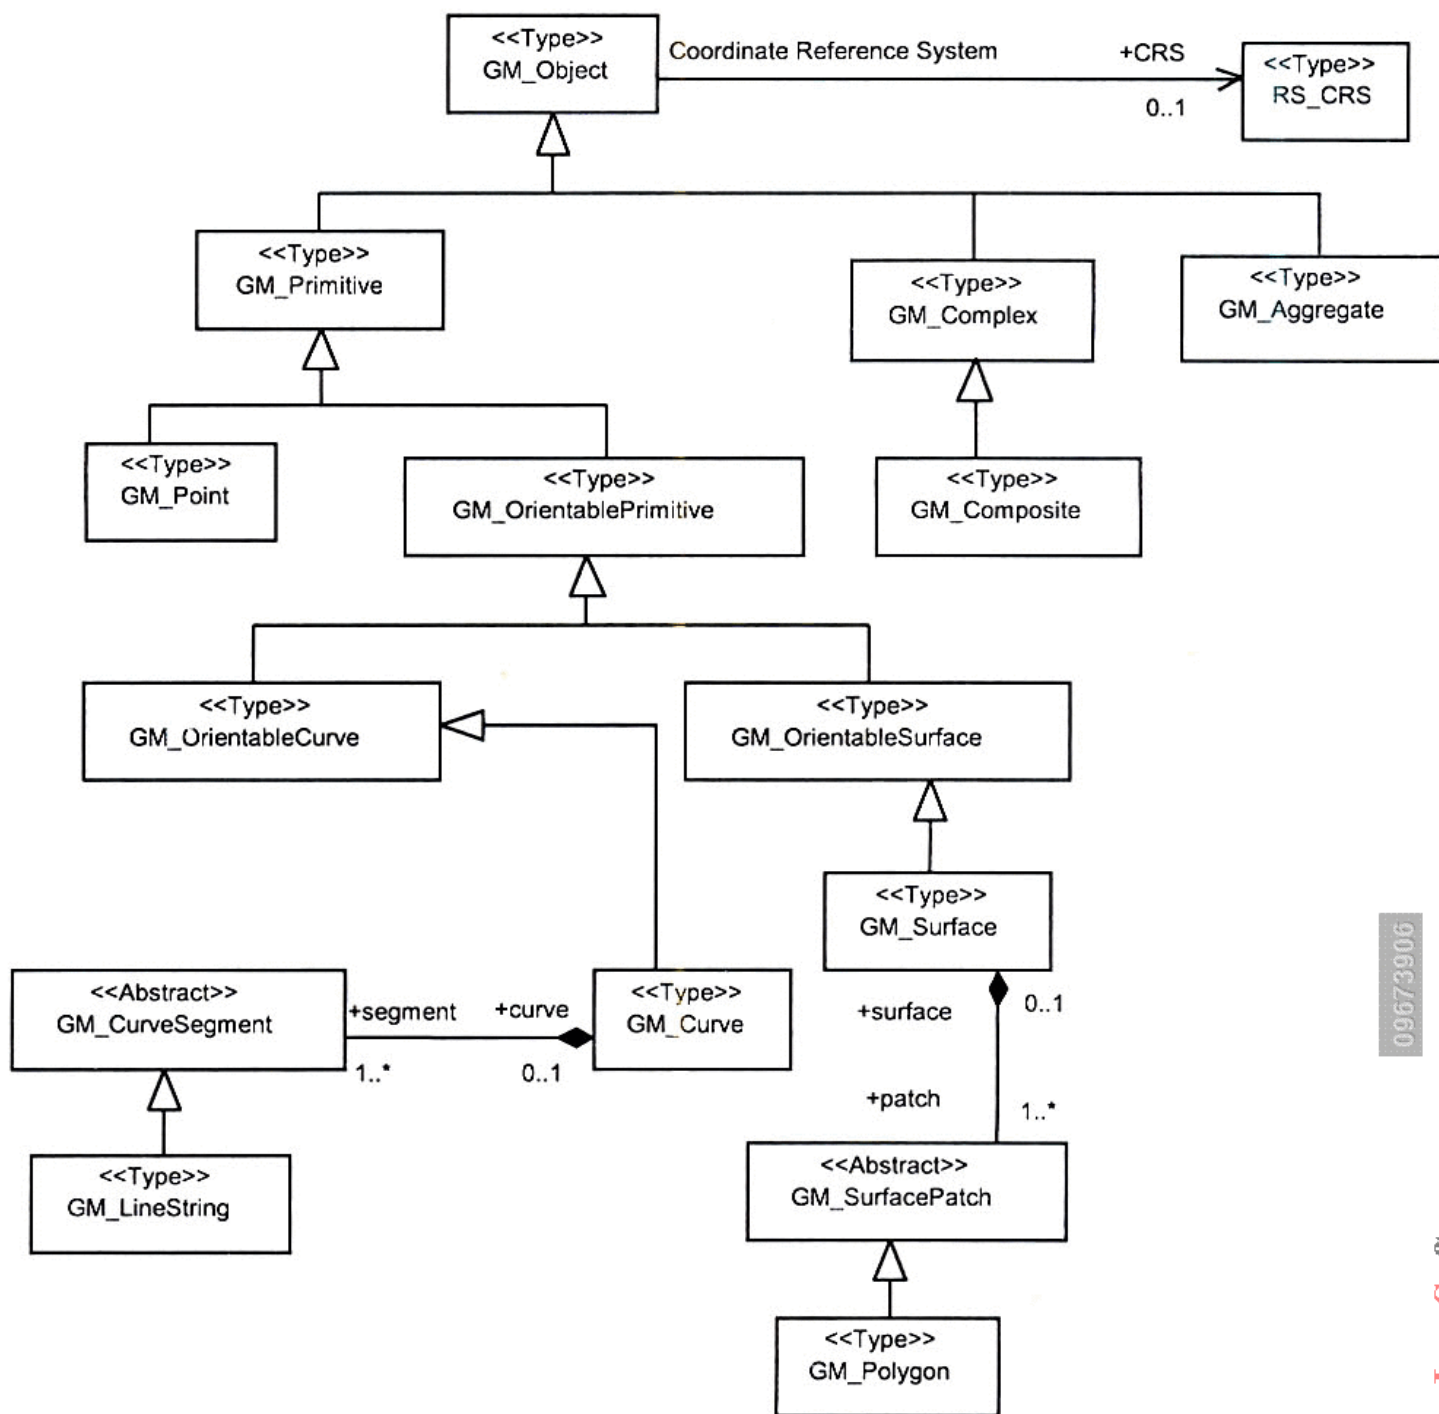 <<Type>>
GM_Object
Coordinate Reference System
+CRS
0..1
<<Type>>
RS_CRS
<<Type>>
GM_Primitive
<<Type>>
GM_Complex
<<Type>>
GM_Aggregate
<<Type>>
GM_Point
<<Type>>
GM_OrientablePrimitive
<<Type>>
GM_Composite
<<Type>>
GM_OrientableCurve
<<Type>>
GM_OrientableSurface
<<Type>>
GM_Surface
<<Abstract>>
GM_CurveSegment
+segment
1..*
+curve
0..1
<<Type>>
GM_Curve
+surface
0..1
+patch
1..*
<<Type>>
GM_LineString
<<Abstract>>
GM_SurfacePatch
<<Type>>
GM_Polygon
09673906